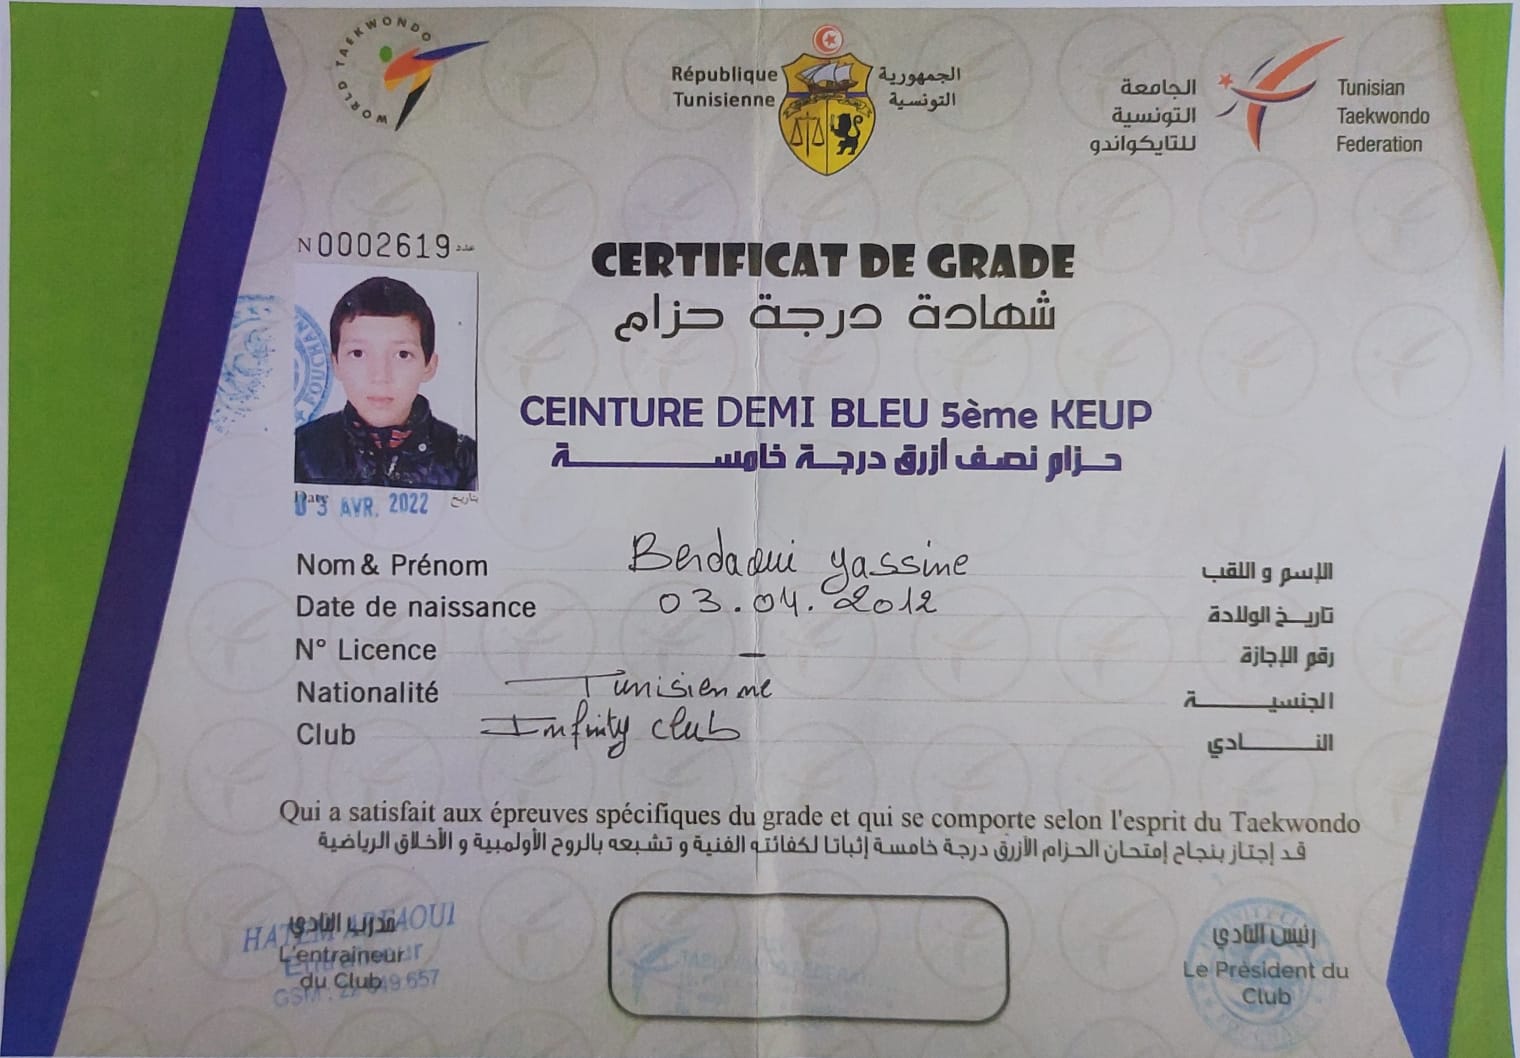 WORLD TAEKWONDO
République Tunisienne
الجمهورية التونسية
الجامعة التونسية للتايكواندو
Tunisian Taekwondo Federation
N 0002619 عدد
CERTIFICAT DE GRADE
شهادة درجة حزام
CEINTURE DEMI BLEU 5ème KEUP
حزام نصف أزرق درجة خامسة
Date 03 AVR. 2022 بتاريخ
Nom & Prénom Berdaoui yassine الإسم و اللقب
Date de naissance 03.04.2012 تاريخ الولادة
N° Licence — رقم الإجازة
Nationalité Tunisienne الجنسية
Club Infinity club النادي
Qui a satisfait aux épreuves spécifiques du grade et qui se comporte selon l'esprit du Taekwondo
قد إجتاز بنجاح إمتحان الحزام الأزرق درجة خامسة إثباتا لكفائته الفنية و تشبعه بالروح الأولمبية و الأخلاق الرياضية
مدرب النادي
L'entraineur
du Club
HATEM
Entraineur
رئيس النادي
Le Président du
Club